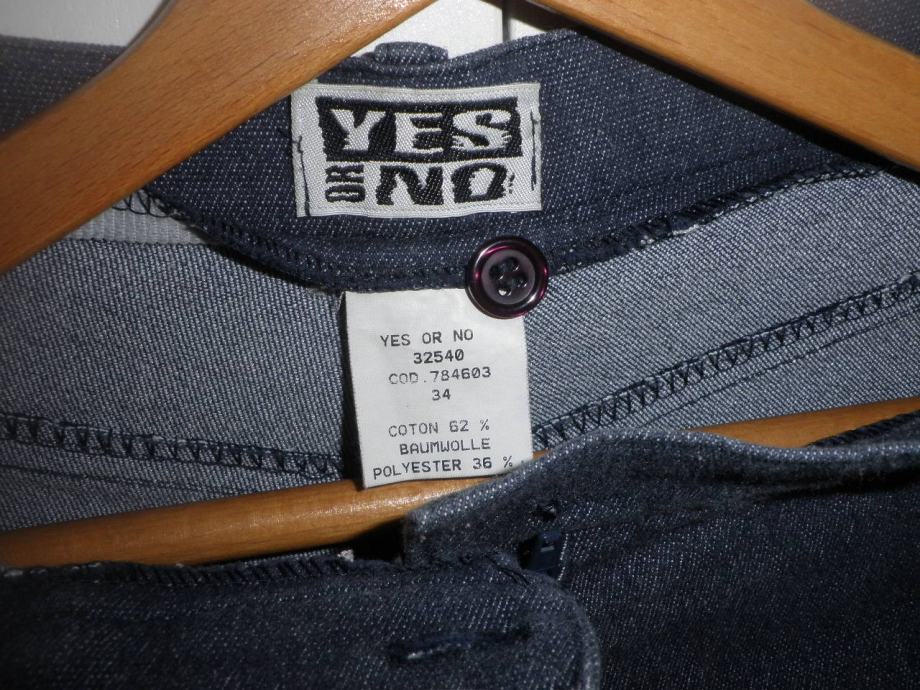 YES
OR NO
YES OR NO
32540
COD.784603
34
COTON 62 %
BAUMWOLLE
POLYESTER 36 %